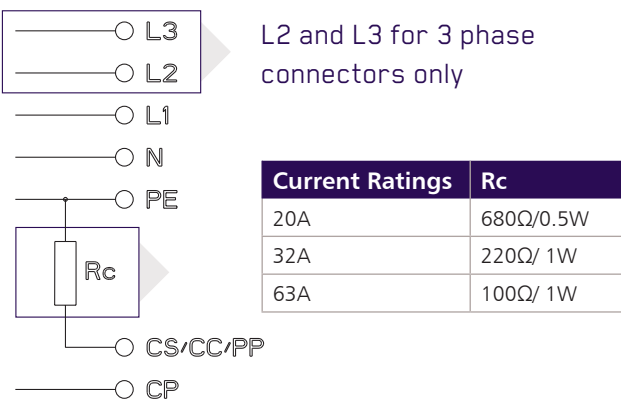 L3
L2
L1
N
PE
Rc
CS/CC/PP
CP
L2 and L3 for 3 phase
connectors only
Current Ratings Rc
20A 680Ω/0.5W
32A 220Ω/ 1W
63A 100Ω/ 1W